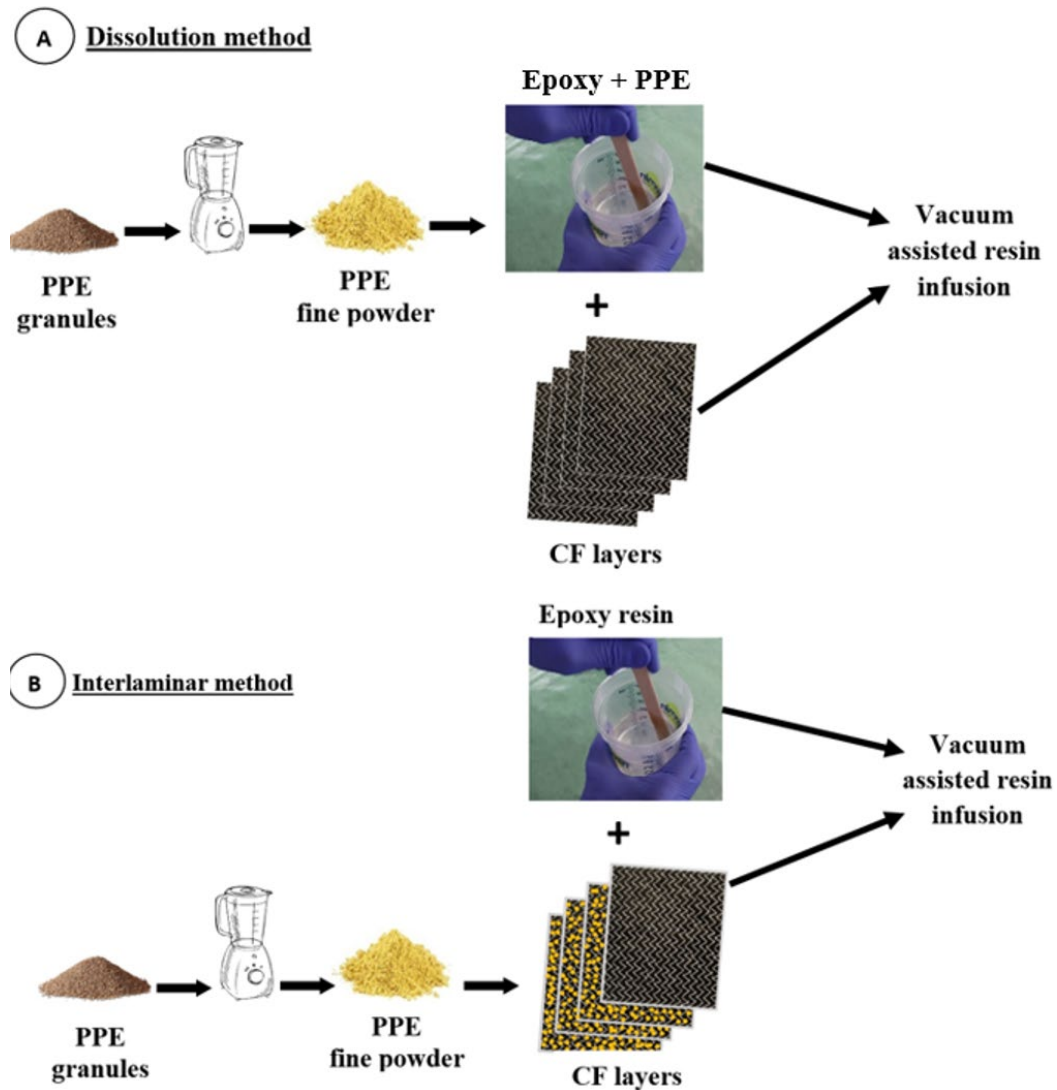 A
Dissolution method
Epoxy + PPE
PPE
granules
PPE
fine powder
+
CF layers
Vacuum
assisted resin
infusion
B
Interlaminar method
Epoxy resin
+
PPE
granules
PPE
fine powder
CF layers
Vacuum
assisted resin
infusion